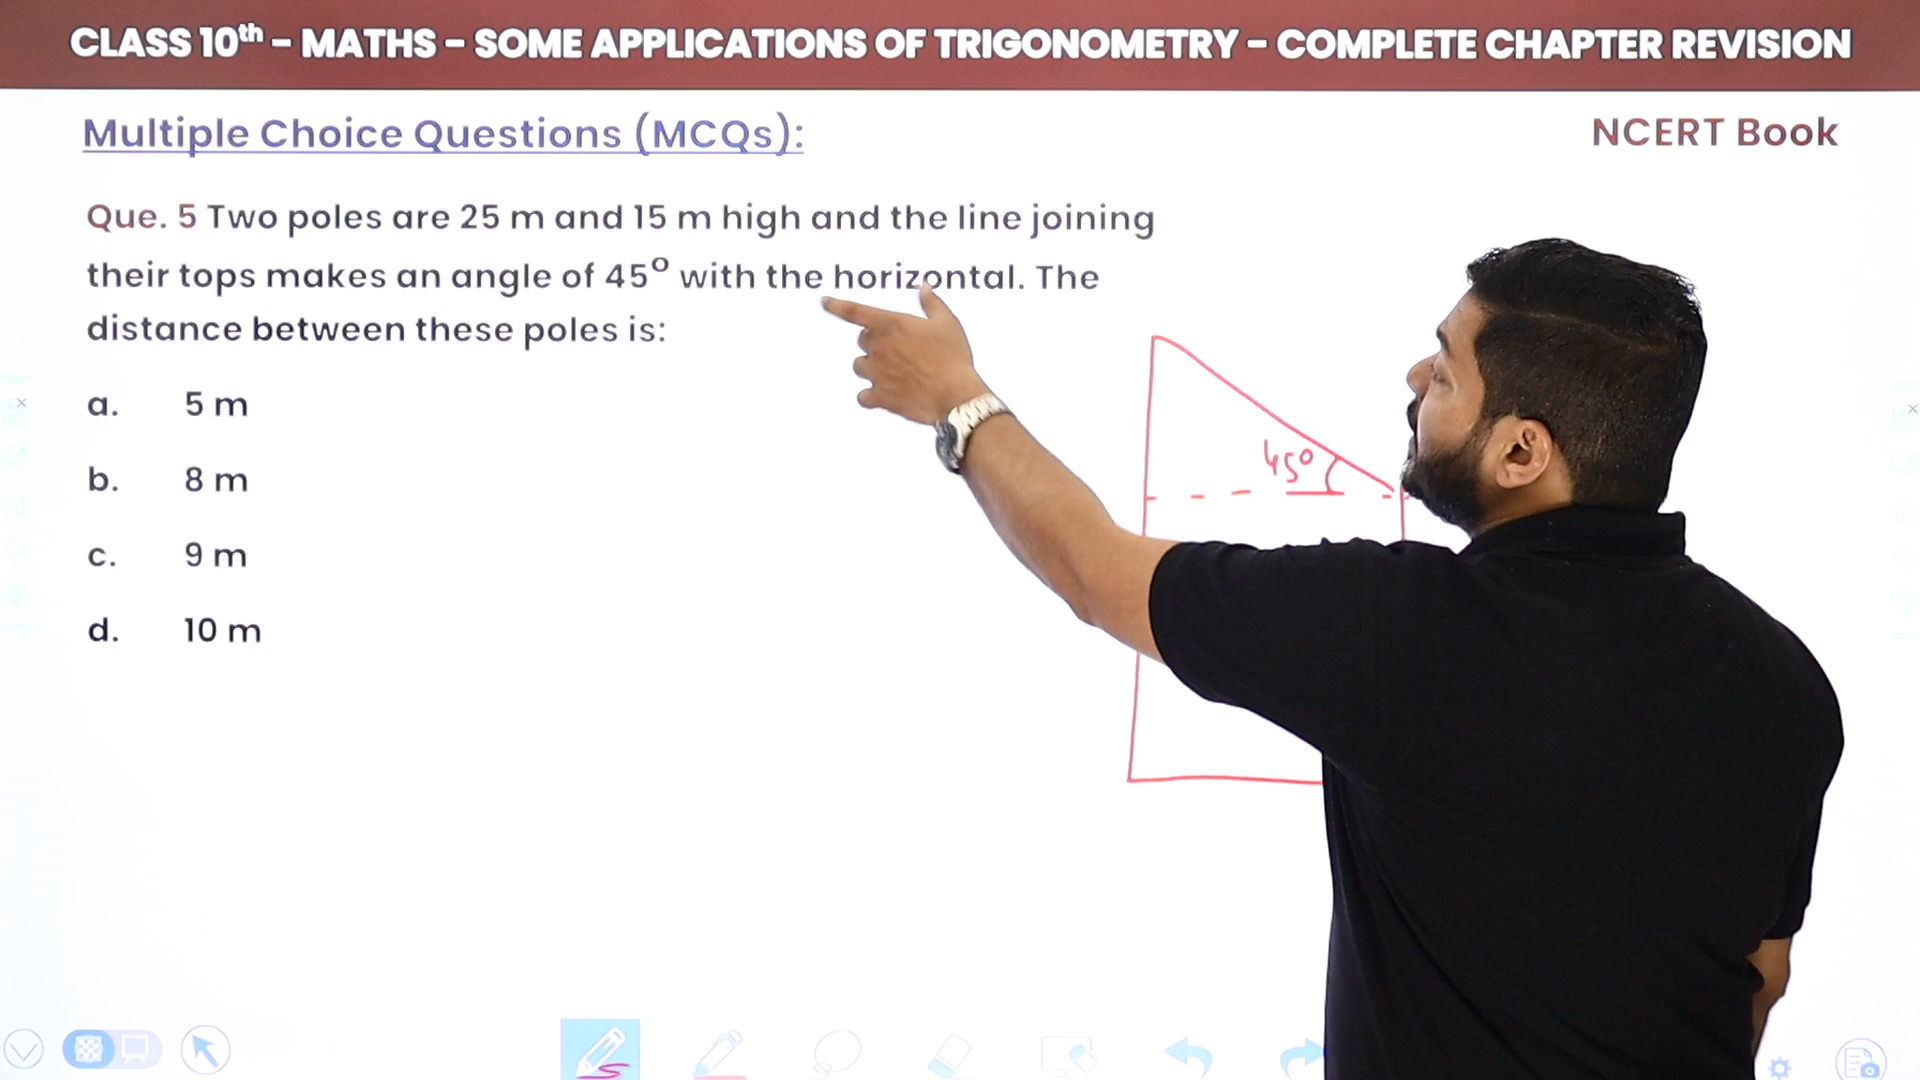 CLASS 10th – MATHS – SOME APPLICATIONS OF TRIGONOMETRY – COMPLETE CHAPTER REVISION
Multiple Choice Questions (MCQs):
NCERT Book
Que. 5 Two poles are 25 m and 15 m high and the line joining
their tops makes an angle of 45° with the horizontal. The
distance between these poles is:
a. 5 m
b. 8 m
c. 9 m
d. 10 m
45°